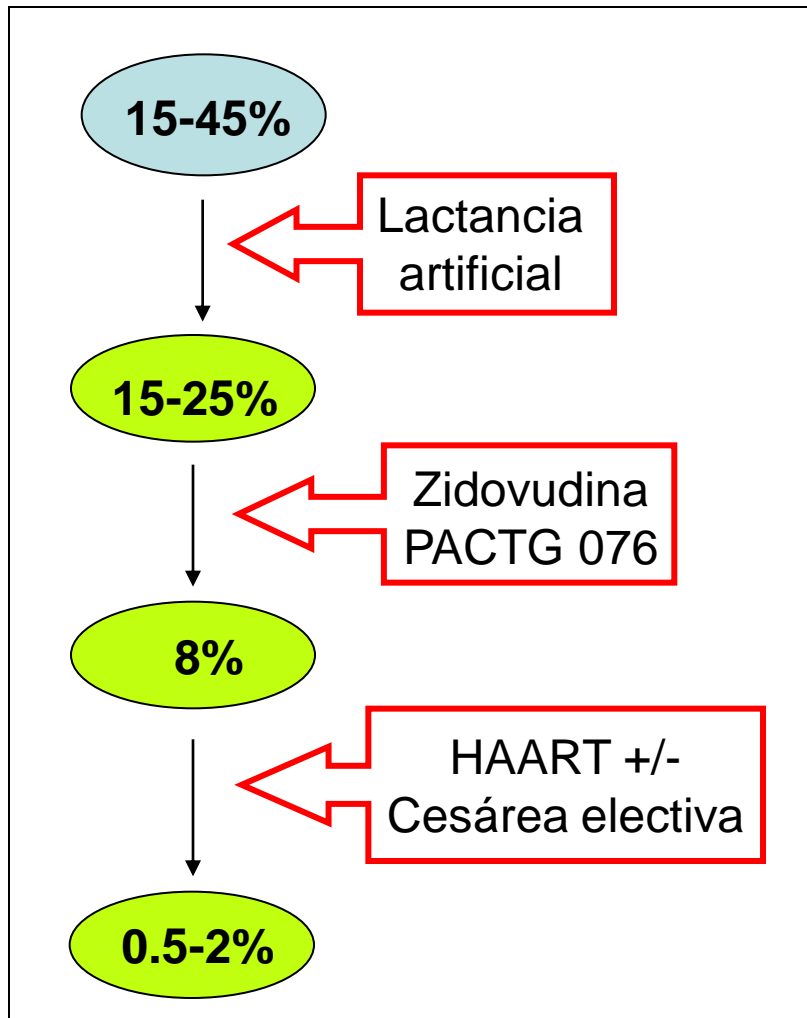 15-45%
Lactancia
artificial
15-25%
Zidovudina
PACTG 076
8%
HAART +/-
Cesárea electiva
0.5-2%